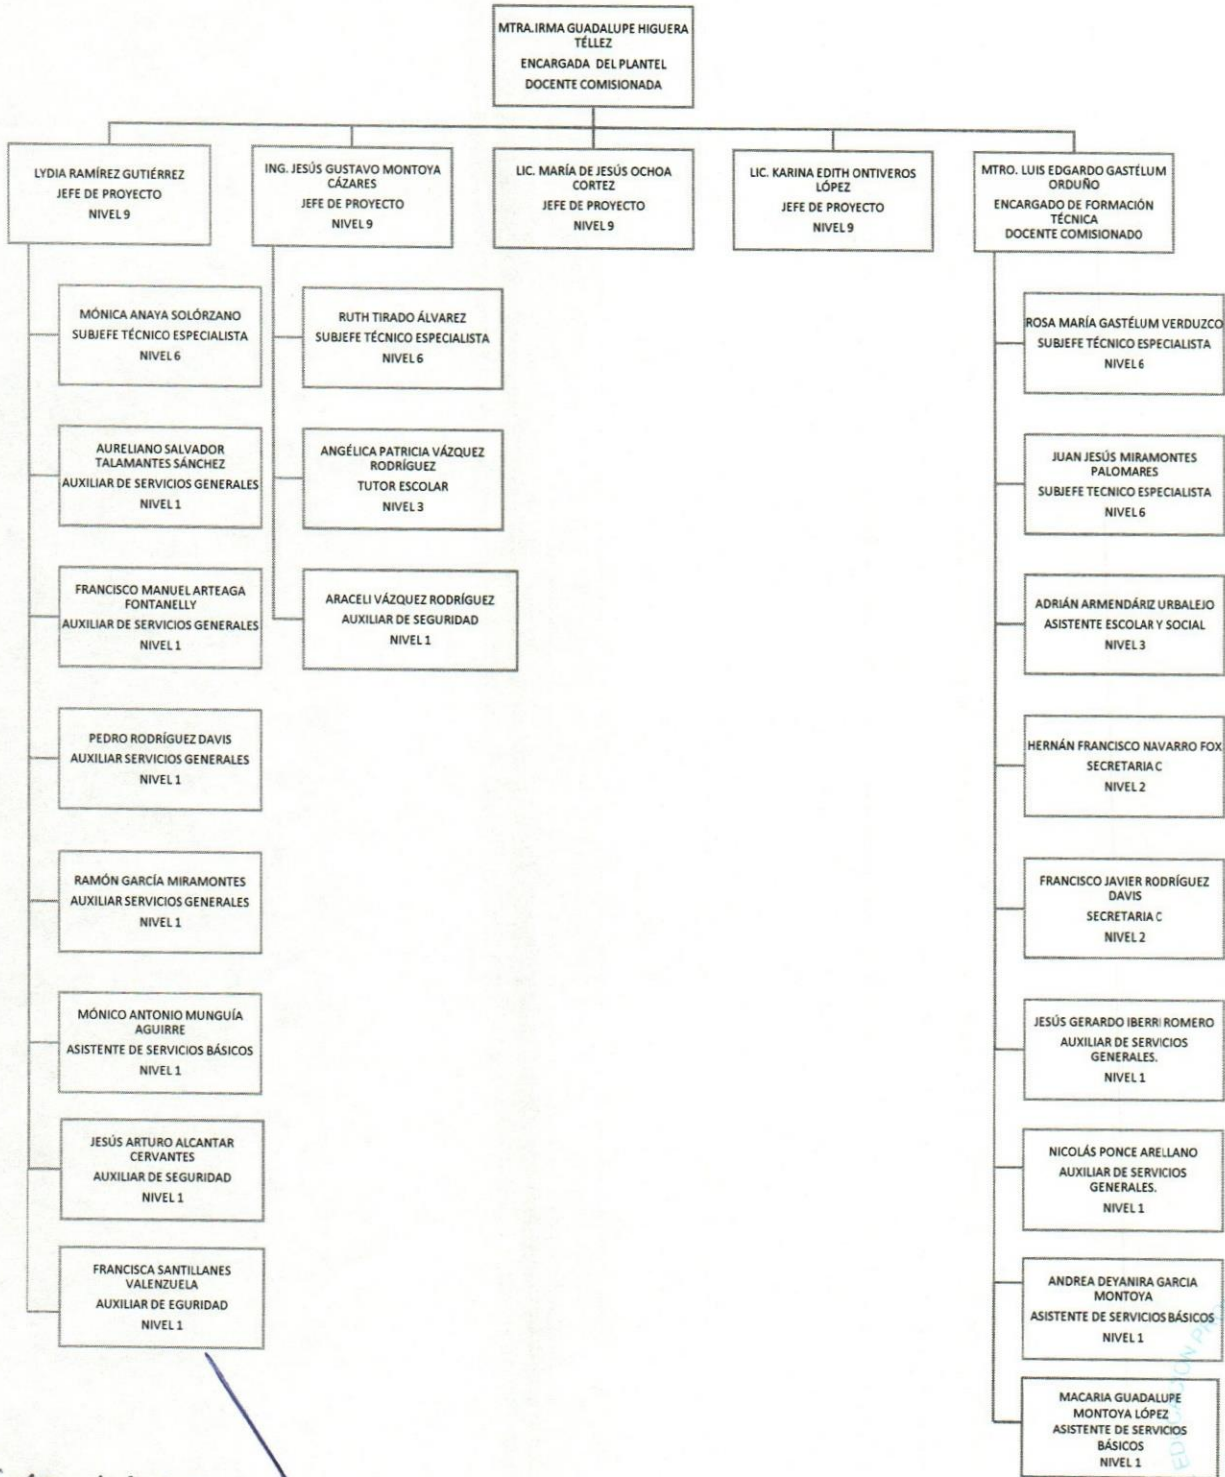 MTRA.IRMA GUADALUPE HIGUERA
TÉLLEZ
ENCARGADA DEL PLANTEL
DOCENTE COMISIONADA
LYDIA RAMÍREZ GUTIÉRREZ
JEFE DE PROYECTO
NIVEL 9
ING. JESÚS GUSTAVO MONTOYA
CÁZARES
JEFE DE PROYECTO
NIVEL 9
LIC. MARÍA DE JESÚS OCHOA
CORTEZ
JEFE DE PROYECTO
NIVEL 9
LIC. KARINA EDITH ONTIVEROS
LÓPEZ
JEFE DE PROYECTO
NIVEL 9
MTRO. LUIS EDGARDO GASTÉLUM
ORDUÑO
ENCARGADO DE FORMACIÓN
TÉCNICA
DOCENTE COMISIONADO
MÓNICA ANAYA SOLÓRZANO
SUBJEFE TÉCNICO ESPECIALISTA
NIVEL 6
AURELIANO SALVADOR
TALAMANTES SÁNCHEZ
AUXILIAR DE SERVICIOS GENERALES
NIVEL 1
FRANCISCO MANUEL ARTEAGA
FONTANELLY
AUXILIAR DE SERVICIOS GENERALES
NIVEL 1
PEDRO RODRÍGUEZ DAVIS
AUXILIAR SERVICIOS GENERALES
NIVEL 1
RAMÓN GARCÍA MIRAMONTES
AUXILIAR SERVICIOS GENERALES
NIVEL 1
MÓNICO ANTONIO MUNGUÍA
AGUIRRE
ASISTENTE DE SERVICIOS BÁSICOS
NIVEL 1
JESÚS ARTURO ALCANTAR
CERVANTES
AUXILIAR DE SEGURIDAD
NIVEL 1
FRANCISCA SANTILLANES
VALENZUELA
AUXILIAR DE EGURIDAD
NIVEL 1
RUTH TIRADO ÁLVAREZ
SUBJEFE TÉCNICO ESPECIALISTA
NIVEL 6
ANGÉLICA PATRICIA VÁZQUEZ
RODRÍGUEZ
TUTOR ESCOLAR
NIVEL 3
ARACELI VÁZQUEZ RODRÍGUEZ
AUXILIAR DE SEGURIDAD
NIVEL 1
ROSA MARÍA GASTÉLUM VERDUZCO
SUBJEFE TÉCNICO ESPECIALISTA
NIVEL 6
JUAN JESÚS MIRAMONTES
PALOMARES
SUBJEFE TECNICO ESPECIALISTA
NIVEL 6
ADRIÁN ARMENDÁRIZ URBALEJO
ASISTENTE ESCOLAR Y SOCIAL
NIVEL 3
HERNÁN FRANCISCO NAVARRO FOX
SECRETARIA C
NIVEL 2
FRANCISCO JAVIER RODRÍGUEZ
DAVIS
SECRETARIA C
NIVEL 2
JESÚS GERARDO IBERRI ROMERO
AUXILIAR DE SERVICIOS
GENERALES.
NIVEL 1
NICOLÁS PONCE ARELLANO
AUXILIAR DE SERVICIOS
GENERALES.
NIVEL 1
ANDREA DEYANIRA GARCIA
MONTOYA
ASISTENTE DE SERVICIOS BÁSICOS
NIVEL 1
MACARIA GUADALUPE
MONTOYA LÓPEZ
ASISTENTE DE SERVICIOS
BÁSICOS
NIVEL 1